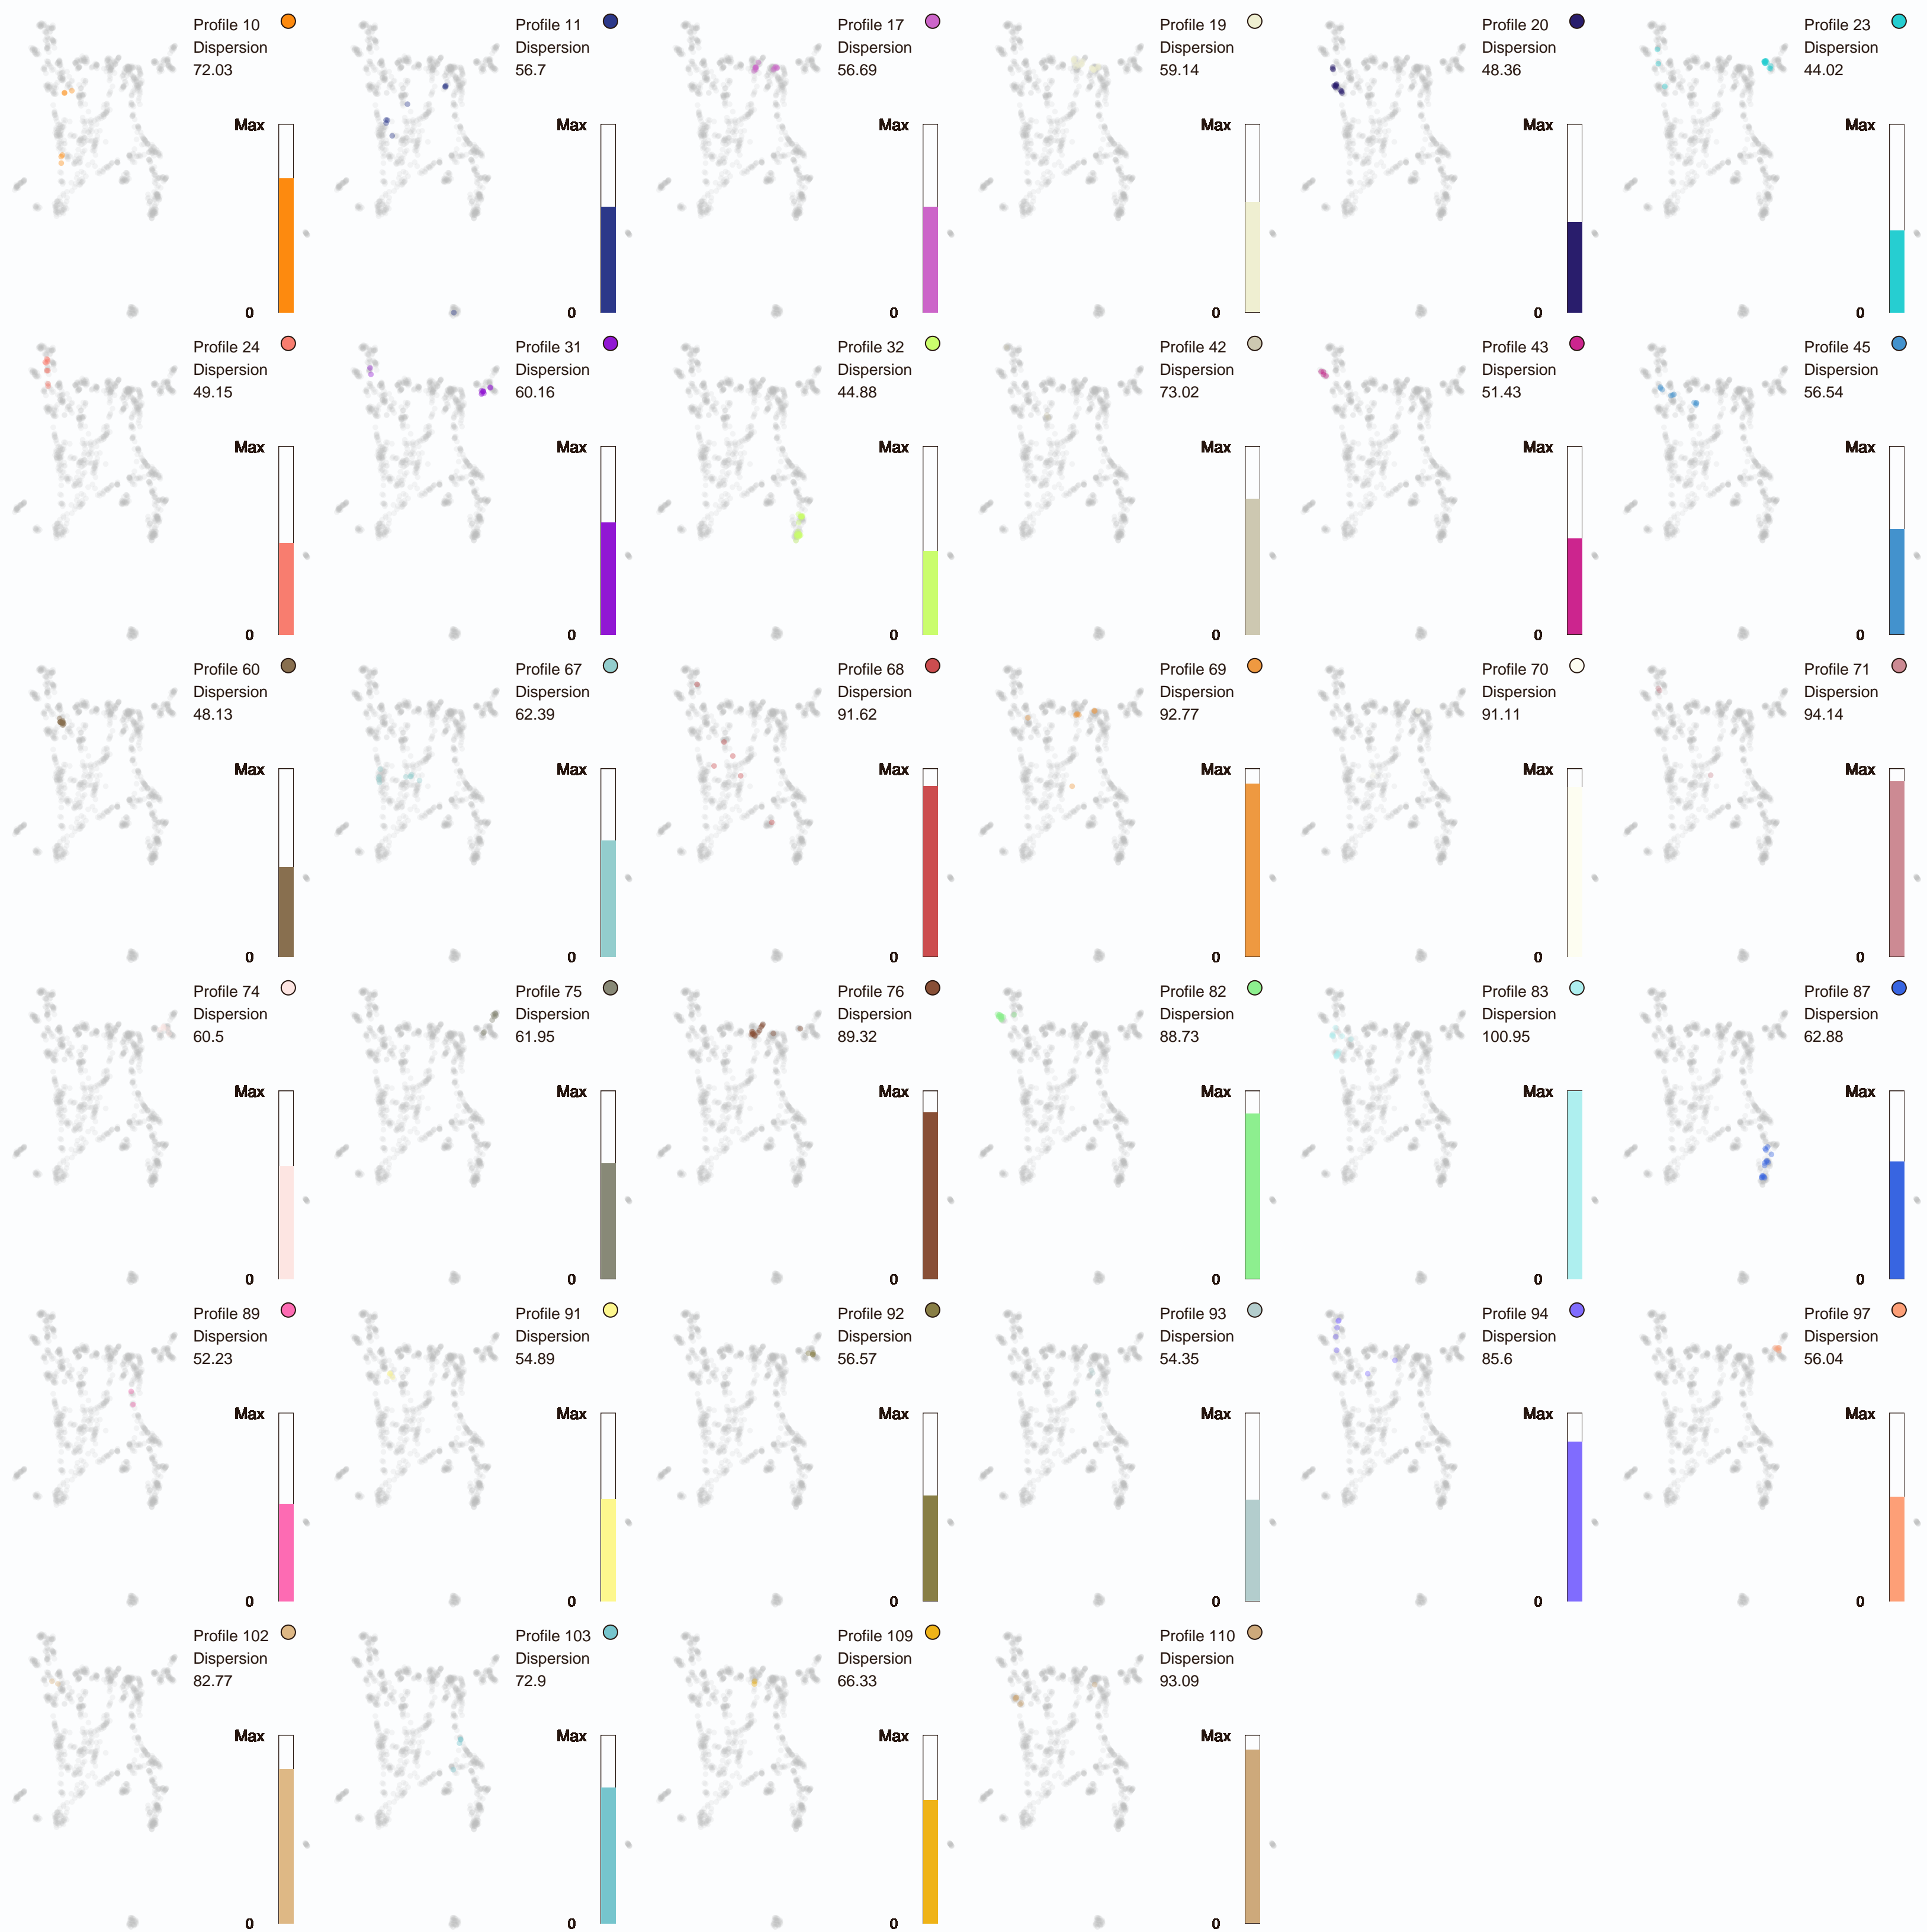 Profile 10
Dispersion
72.03
Max
0
Profile 11
Dispersion
56.7
Max
0
Profile 17
Dispersion
56.69
Max
0
Profile 19
Dispersion
59.14
Max
0
Profile 20
Dispersion
48.36
Max
0
Profile 23
Dispersion
44.02
Max
0
Profile 24
Dispersion
49.15
Max
0
Profile 31
Dispersion
60.16
Max
0
Profile 32
Dispersion
44.88
Max
0
Profile 42
Dispersion
73.02
Max
0
Profile 43
Dispersion
51.43
Max
0
Profile 45
Dispersion
56.54
Max
0
Profile 60
Dispersion
48.13
Max
0
Profile 67
Dispersion
62.39
Max
0
Profile 68
Dispersion
91.62
Max
0
Profile 69
Dispersion
92.77
Max
0
Profile 70
Dispersion
91.11
Max
0
Profile 71
Dispersion
94.14
Max
0
Profile 74
Dispersion
60.5
Max
0
Profile 75
Dispersion
61.95
Max
0
Profile 76
Dispersion
89.32
Max
0
Profile 82
Dispersion
88.73
Max
0
Profile 83
Dispersion
100.95
Max
0
Profile 87
Dispersion
62.88
Max
0
Profile 89
Dispersion
52.23
Max
0
Profile 91
Dispersion
54.89
Max
0
Profile 92
Dispersion
56.57
Max
0
Profile 93
Dispersion
54.35
Max
0
Profile 94
Dispersion
85.6
Max
0
Profile 97
Dispersion
56.04
Max
0
Profile 102
Dispersion
82.77
Max
0
Profile 103
Dispersion
72.9
Max
0
Profile 109
Dispersion
66.33
Max
0
Profile 110
Dispersion
93.09
Max
0